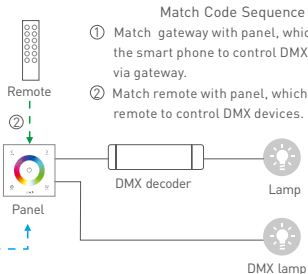 Match Code Sequence
① Match gateway with panel,
the smart phone to control DMX
via gateway.
② Match remote with panel, which
remote to control DMX devices.
Remote
②
DMX decoder
Lamp
Panel
DMX lamp